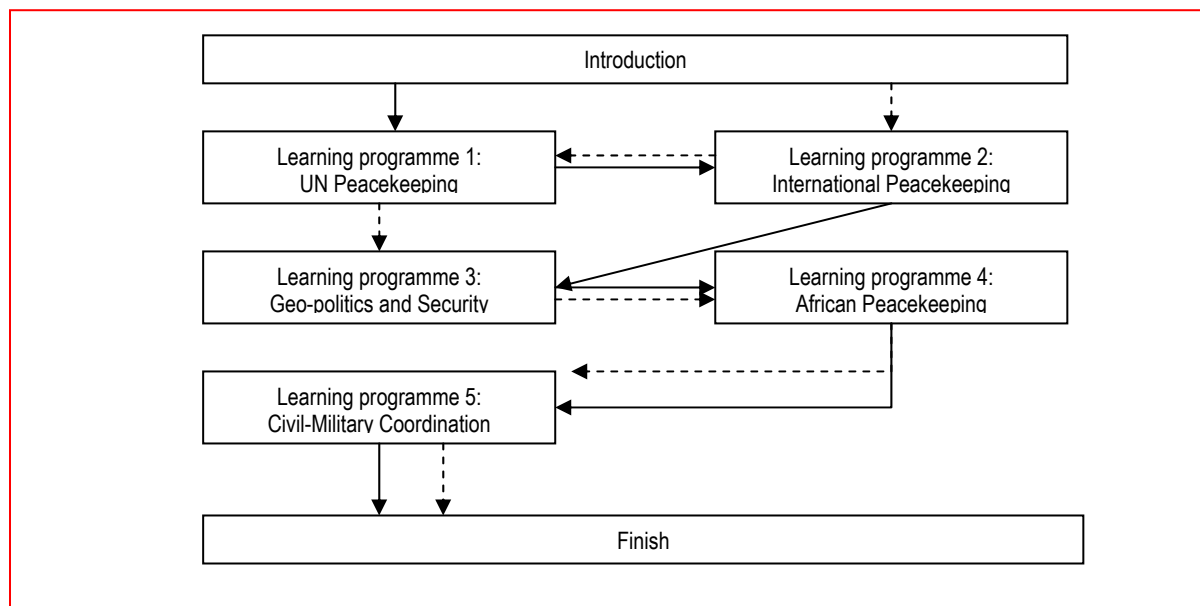 Introduction
Learning programme 1:
UN Peacekeeping
Learning programme 2:
International Peacekeeping
Learning programme 3:
Geo-politics and Security
Learning programme 4:
African Peacekeeping
Learning programme 5:
Civil-Military Coordination
Finish